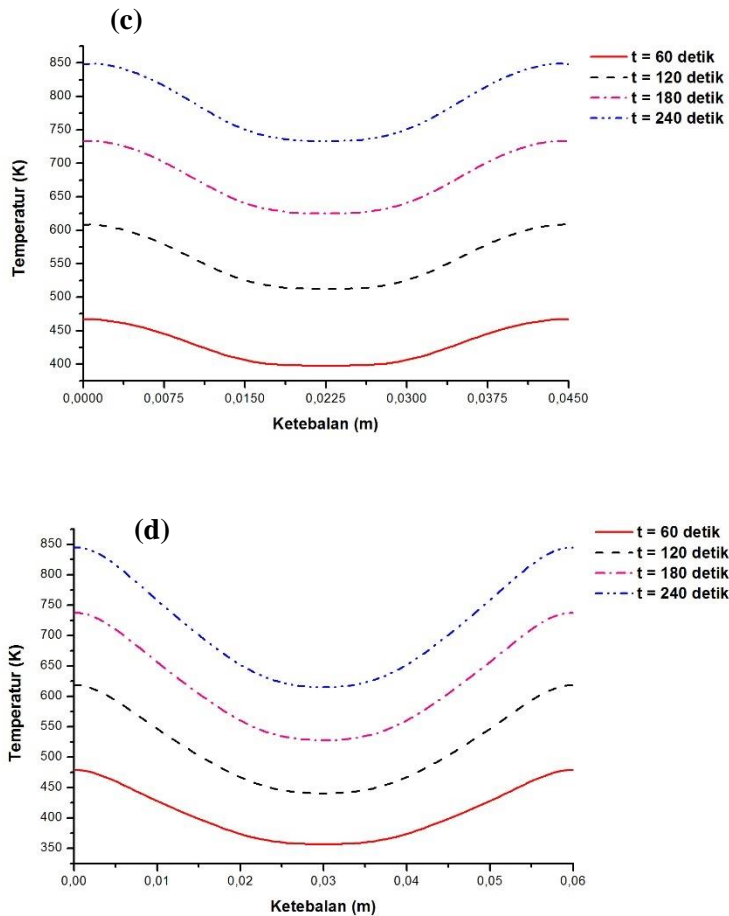 (c)
t = 60 detik
t = 120 detik
t = 180 detik
t = 240 detik
850
800
750
700
650
600
550
500
450
400
Temperatur (K)
0,0000 0,0075 0,0150 0,0225 0,0300 0,0375 0,0450
Ketebalan (m)
(d)
t = 60 detik
t = 120 detik
t = 180 detik
t = 240 detik
850
800
750
700
650
600
550
500
450
400
350
Temperatur (K)
0,00 0,01 0,02 0,03 0,04 0,05 0,06
Ketebalan (m)